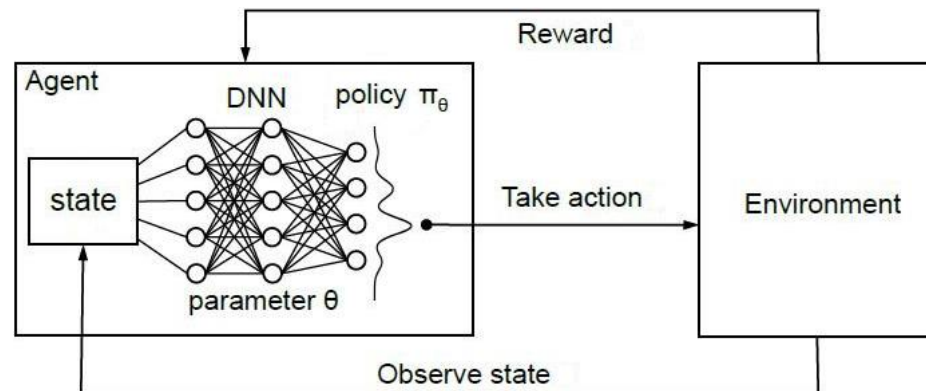 Reward
Agent
DNN
policy π_θ
state
Take action
Environment
parameter θ
Observe state